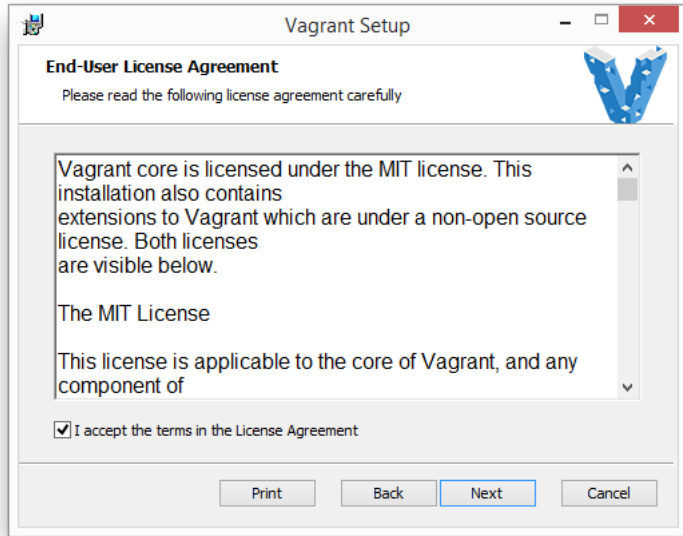 Vagrant Setup
End-User License Agreement
Please read the following license agreement carefully
Vagrant core is licensed under the MIT license. This
installation also contains
extensions to Vagrant which are under a non-open source
license. Both licenses
are visible below.
The MIT License
This license is applicable to the core of Vagrant, and any
component of
I accept the terms in the License Agreement
Print Back Next Cancel